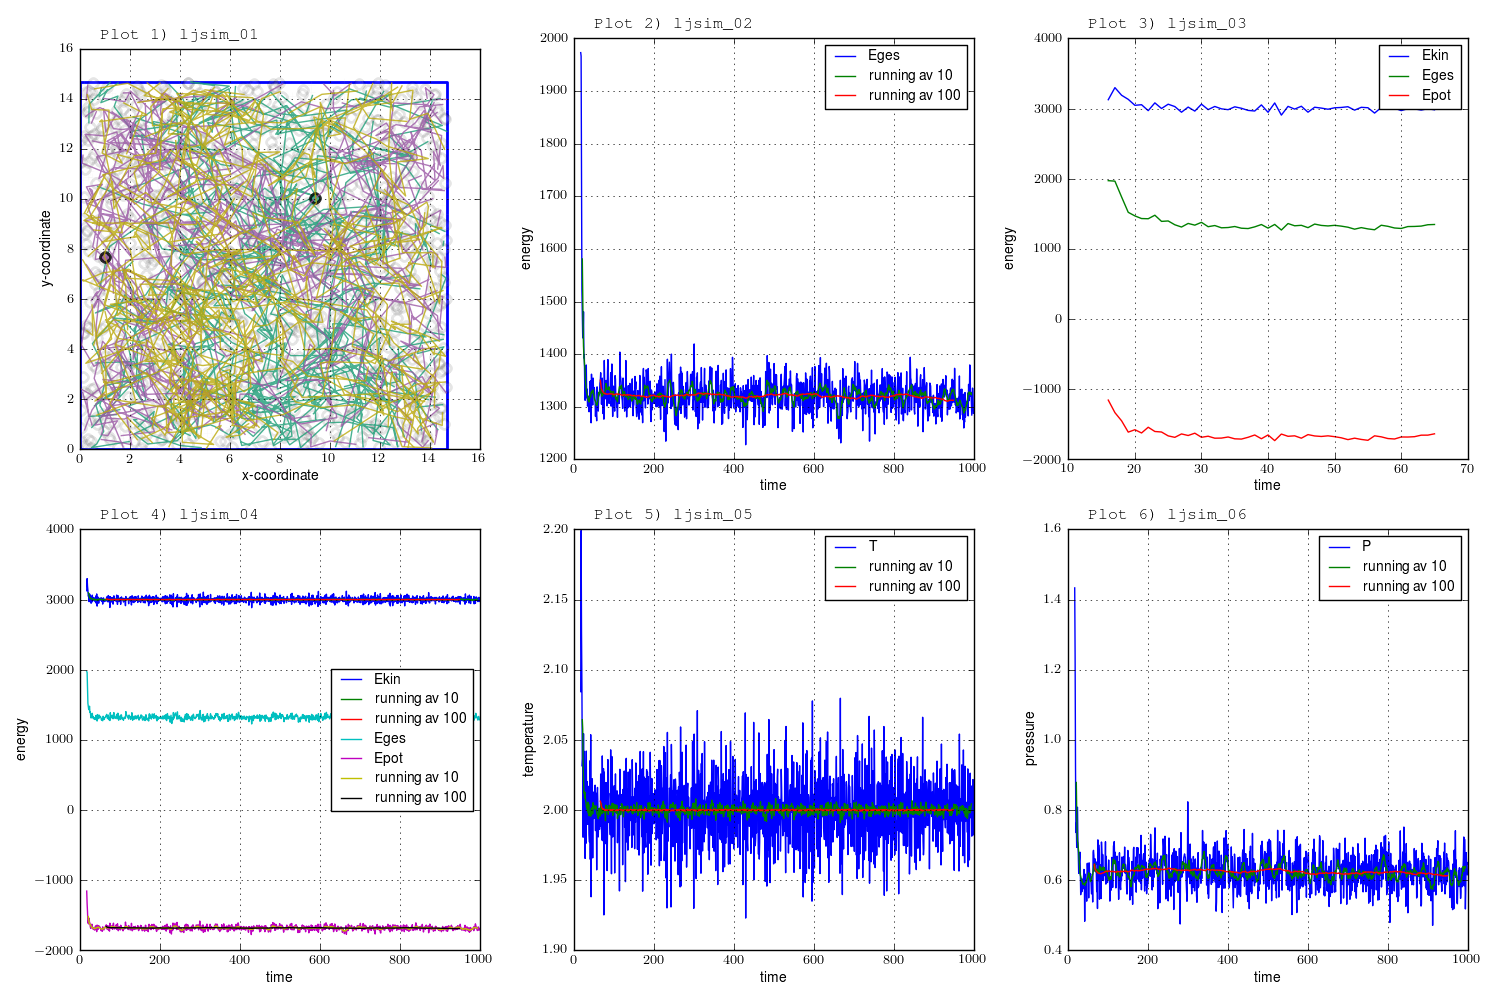 Plot 1) ljsim_01
16
14
12
10
8
6
4
2
0
y-coordinate
0 2 4 6 8 10 12 14 16
x-coordinate
Plot 2) ljsim_02
2000
1900
1800
1700
1600
1500
1400
1300
1200
energy
Eges
running av 10
running av 100
0 200 400 600 800 1000
time
Plot 3) ljsim_03
4000
3000
2000
1000
0
−1000
−2000
energy
Ekin
Eges
Epot
10 20 30 40 50 60 70
time
Plot 4) ljsim_04
4000
3000
2000
1000
0
−1000
−2000
energy
Ekin
running av 10
running av 100
Eges
Epot
running av 10
running av 100
0 200 400 600 800 1000
time
Plot 5) ljsim_05
2.20
2.15
2.10
2.05
2.00
1.95
1.90
temperature
T
running av 10
running av 100
0 200 400 600 800 1000
time
Plot 6) ljsim_06
1.6
1.4
1.2
1.0
0.8
0.6
0.4
pressure
P
running av 10
running av 100
0 200 400 600 800 1000
time